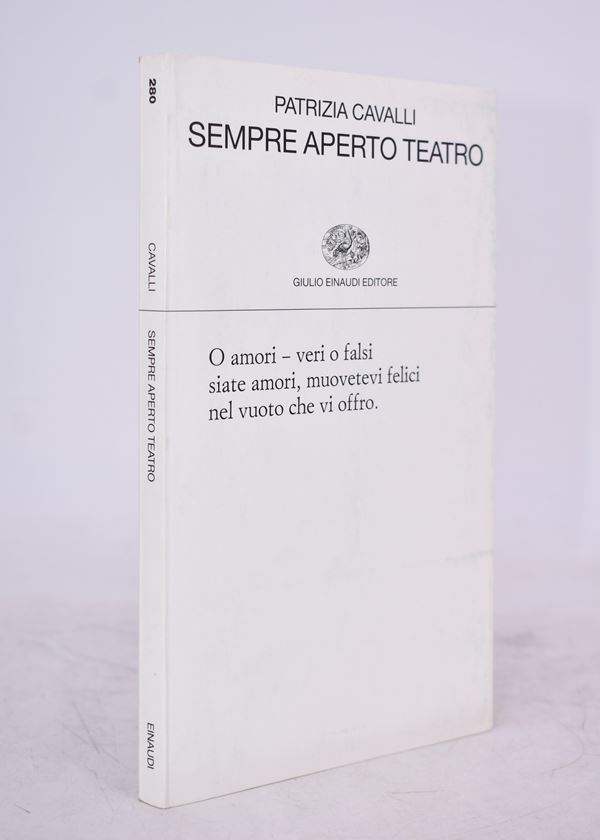 PATRIZIA CAVALLI
SEMPRE APERTO TEATRO
GIULIO EINAUDI EDITORE
O amori – veri o falsi
siate amori, muovetevi felici
nel vuoto che vi offro.
280
CAVALLI
SEMPRE APERTO TEATRO
EINAUDI